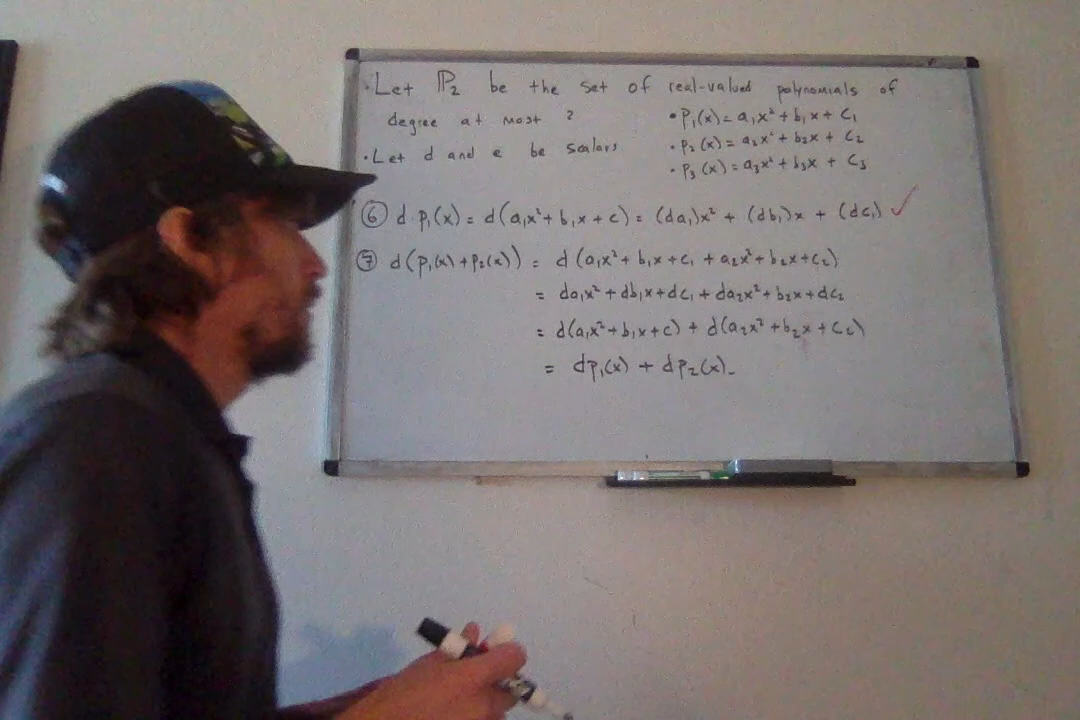 · Let ℙ₂ be the set of real-valued polynomials of
degree at most 2
• p₁(x) = a₁x² + b₁x + c₁
• p₂(x) = a₂x² + b₂x + c₂
· Let d and e be scalars
• p₃(x) = a₃x² + b₃x + c₃
⑥ d·p₁(x) = d(a₁x² + b₁x + c) = (da₁)x² + (db₁)x + (dc₁) ✓
⑦ d(p₁(x) + p₂(x)) = d(a₁x² + b₁x + c₁ + a₂x² + b₂x + c₂)
= da₁x² + db₁x + dc₁ + da₂x² + b₂x + dc₂
= d(a₁x² + b₁x + c) + d(a₂x² + b₂x + c₂)
= dp₁(x) + dp₂(x).